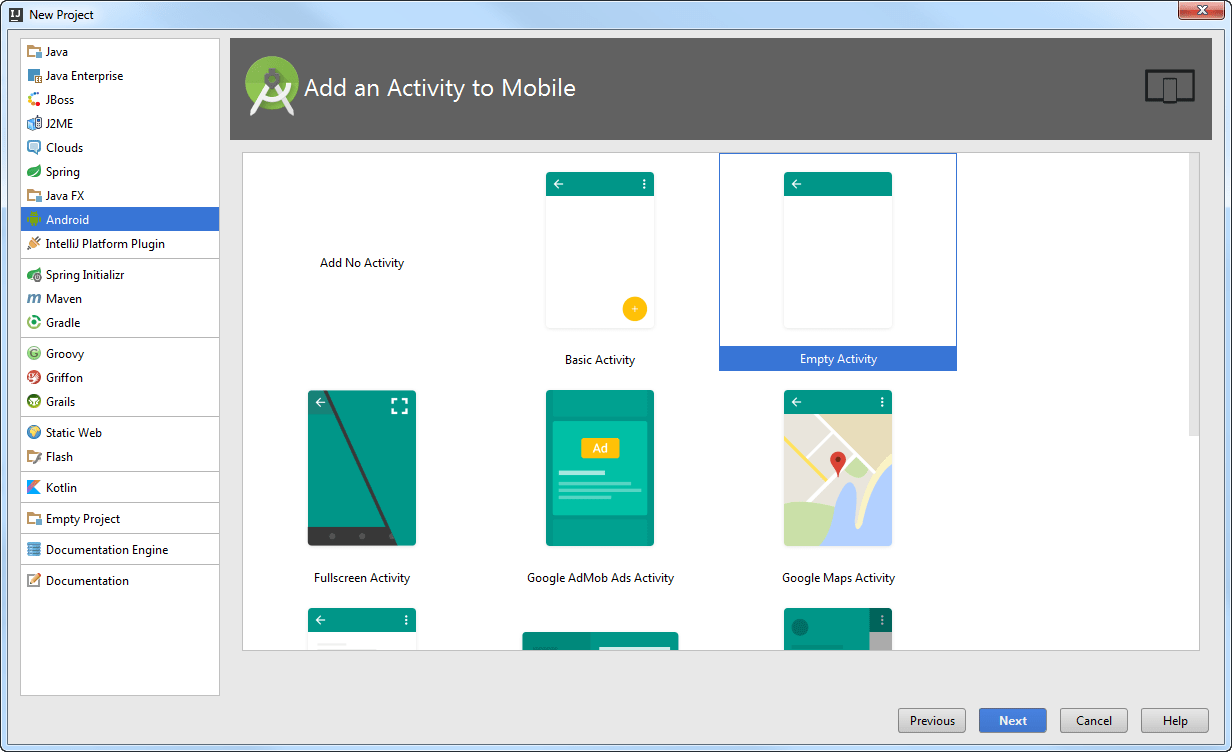 New Project
Java
Java Enterprise
JBoss
J2ME
Clouds
Spring
Java FX
Android
IntelliJ Platform Plugin
Spring Initializr
Maven
Gradle
Groovy
Griffon
Grails
Static Web
Flash
Kotlin
Empty Project
Documentation Engine
Documentation
Add an Activity to Mobile
Add No Activity
Basic Activity
Empty Activity
Ad
Fullscreen Activity
Google AdMob Ads Activity
Google Maps Activity
Previous
Next
Cancel
Help